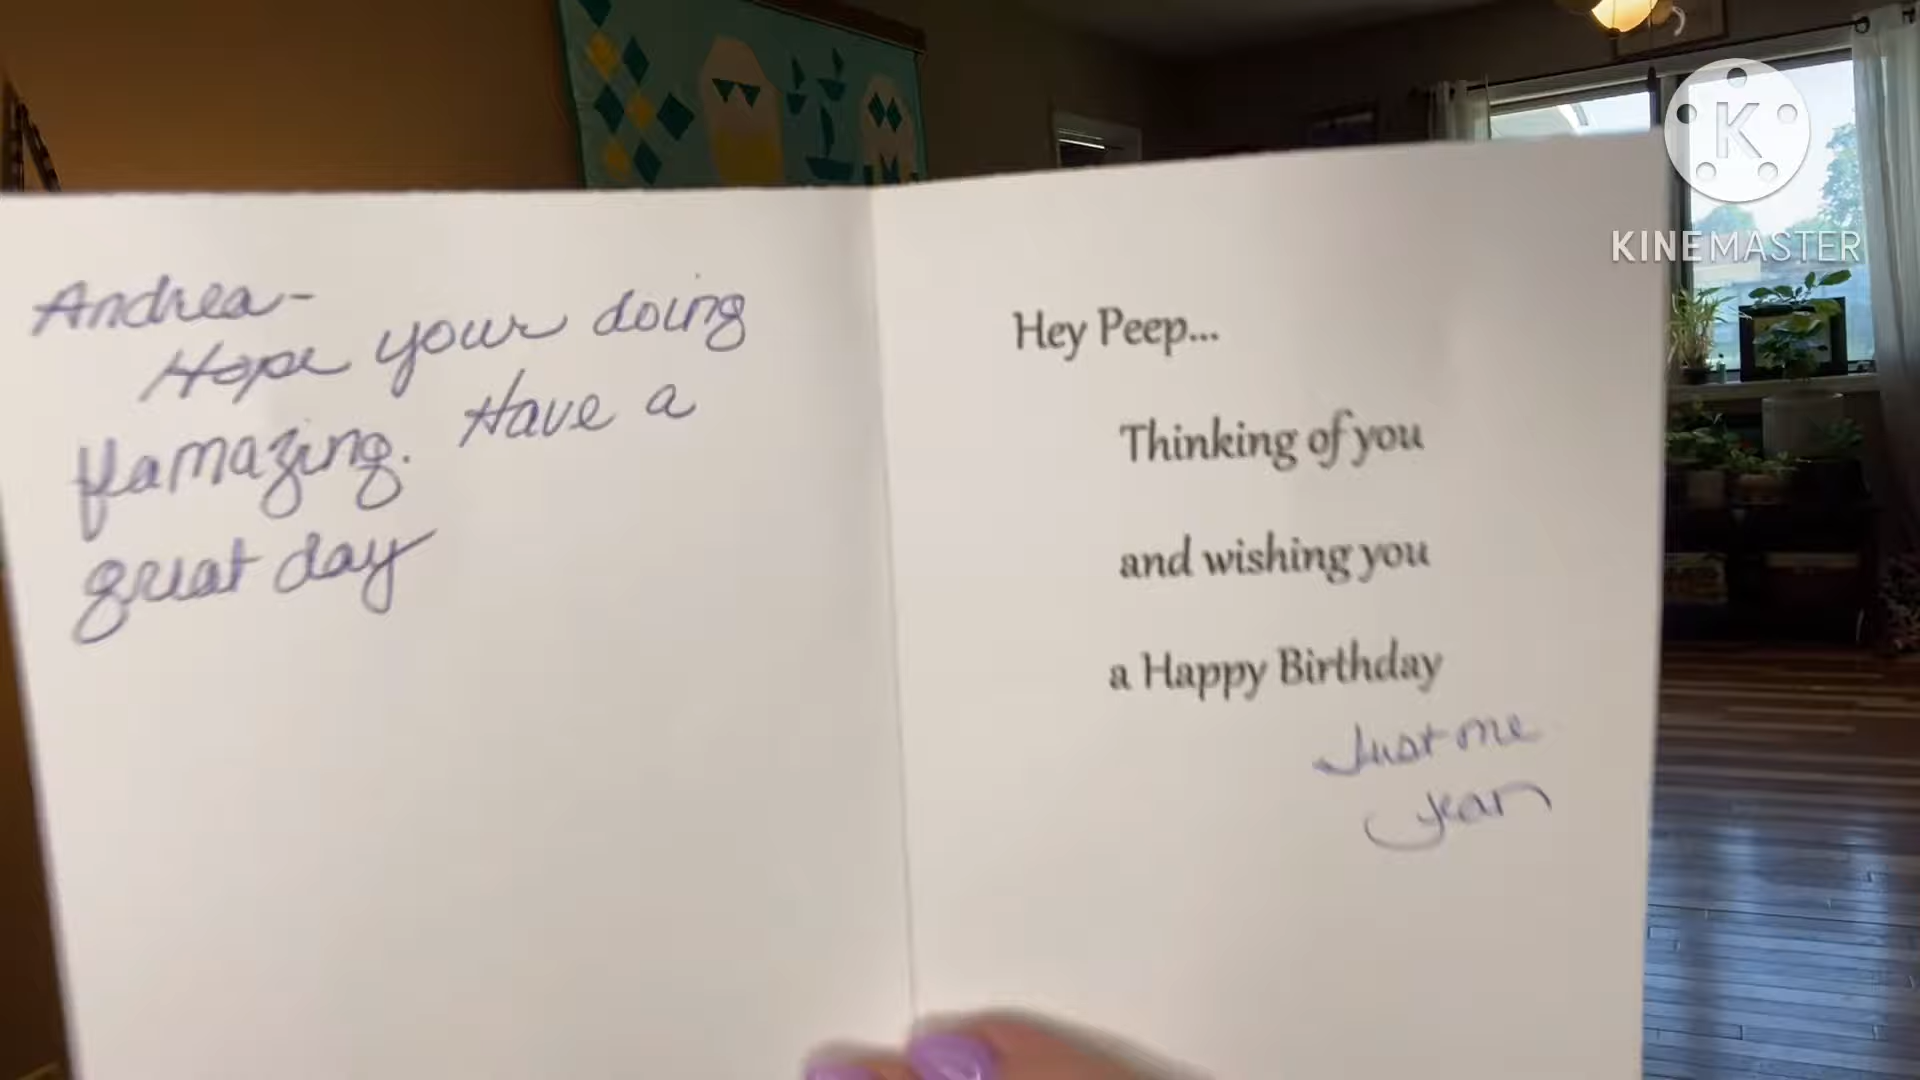 Andrea-
Hope your doing
flamazing. Have a
great day
Hey Peep...
Thinking of you
and wishing you
a Happy Birthday
Just me
Jean
K
KINEMASTER